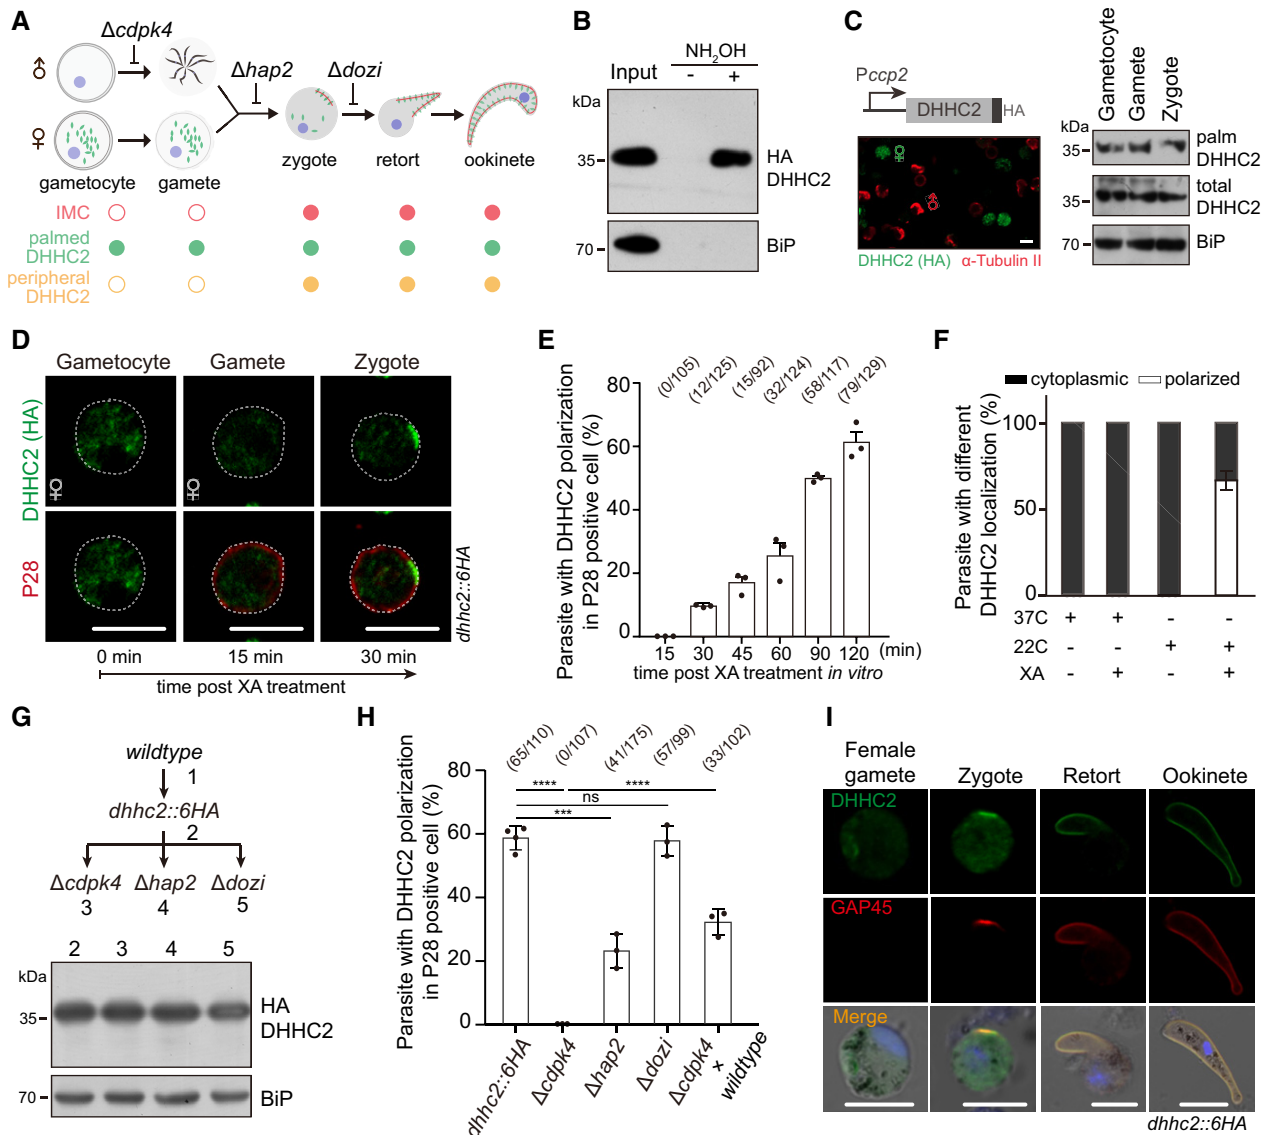 A
Δcdpk4
Δhap2
Δdozi
♂
♀
gametocyte
gamete
zygote
retort
ookinete
IMC
palmed
DHHC2
peripheral
DHHC2
B
NH2OH
Input - +
kDa
35
HA
DHHC2
70
BiP
C
Pccp2
DHHC2
HA
♀
♂
DHHC2 (HA) α-Tubulin II
Gametocyte
Gamete
Zygote
kDa
35
palm
DHHC2
35
total
DHHC2
70
BiP
D
Gametocyte
Gamete
Zygote
DHHC2 (HA)
P28
♀
♀
dhhc2::6HA
0 min
15 min
30 min
time post XA treatment
E
Parasite with DHHC2 polarization
in P28 positive cell (%)
(0/105)
(12/125)
(15/92)
(32/124)
(58/117)
(79/129)
80
60
40
20
0
15 30 45 60 90 120 (min)
time post XA treatment in vitro
F
cytoplasmic polarized
Parasite with different
DHHC2 localization (%)
100
50
0
37C + + - -
22C - - + +
XA - + - +
G
wildtype
1
dhhc2::6HA
2
Δcdpk4 Δhap2 Δdozi
3 4 5
2 3 4 5
kDa
35
HA
DHHC2
70
BiP
H
Parasite with DHHC2 polarization
in P28 positive cell (%)
(65/110)
(0/107)
(41/175)
(57/99)
(33/102)
80
60
40
20
0
**** ****
ns
***
dhhc2::6HA
Δcdpk4
Δhap2
Δdozi
Δcdpk4
+
wildtype
I
Female
gamete
Zygote
Retort
Ookinete
DHHC2
GAP45
Merge
dhhc2::6HA